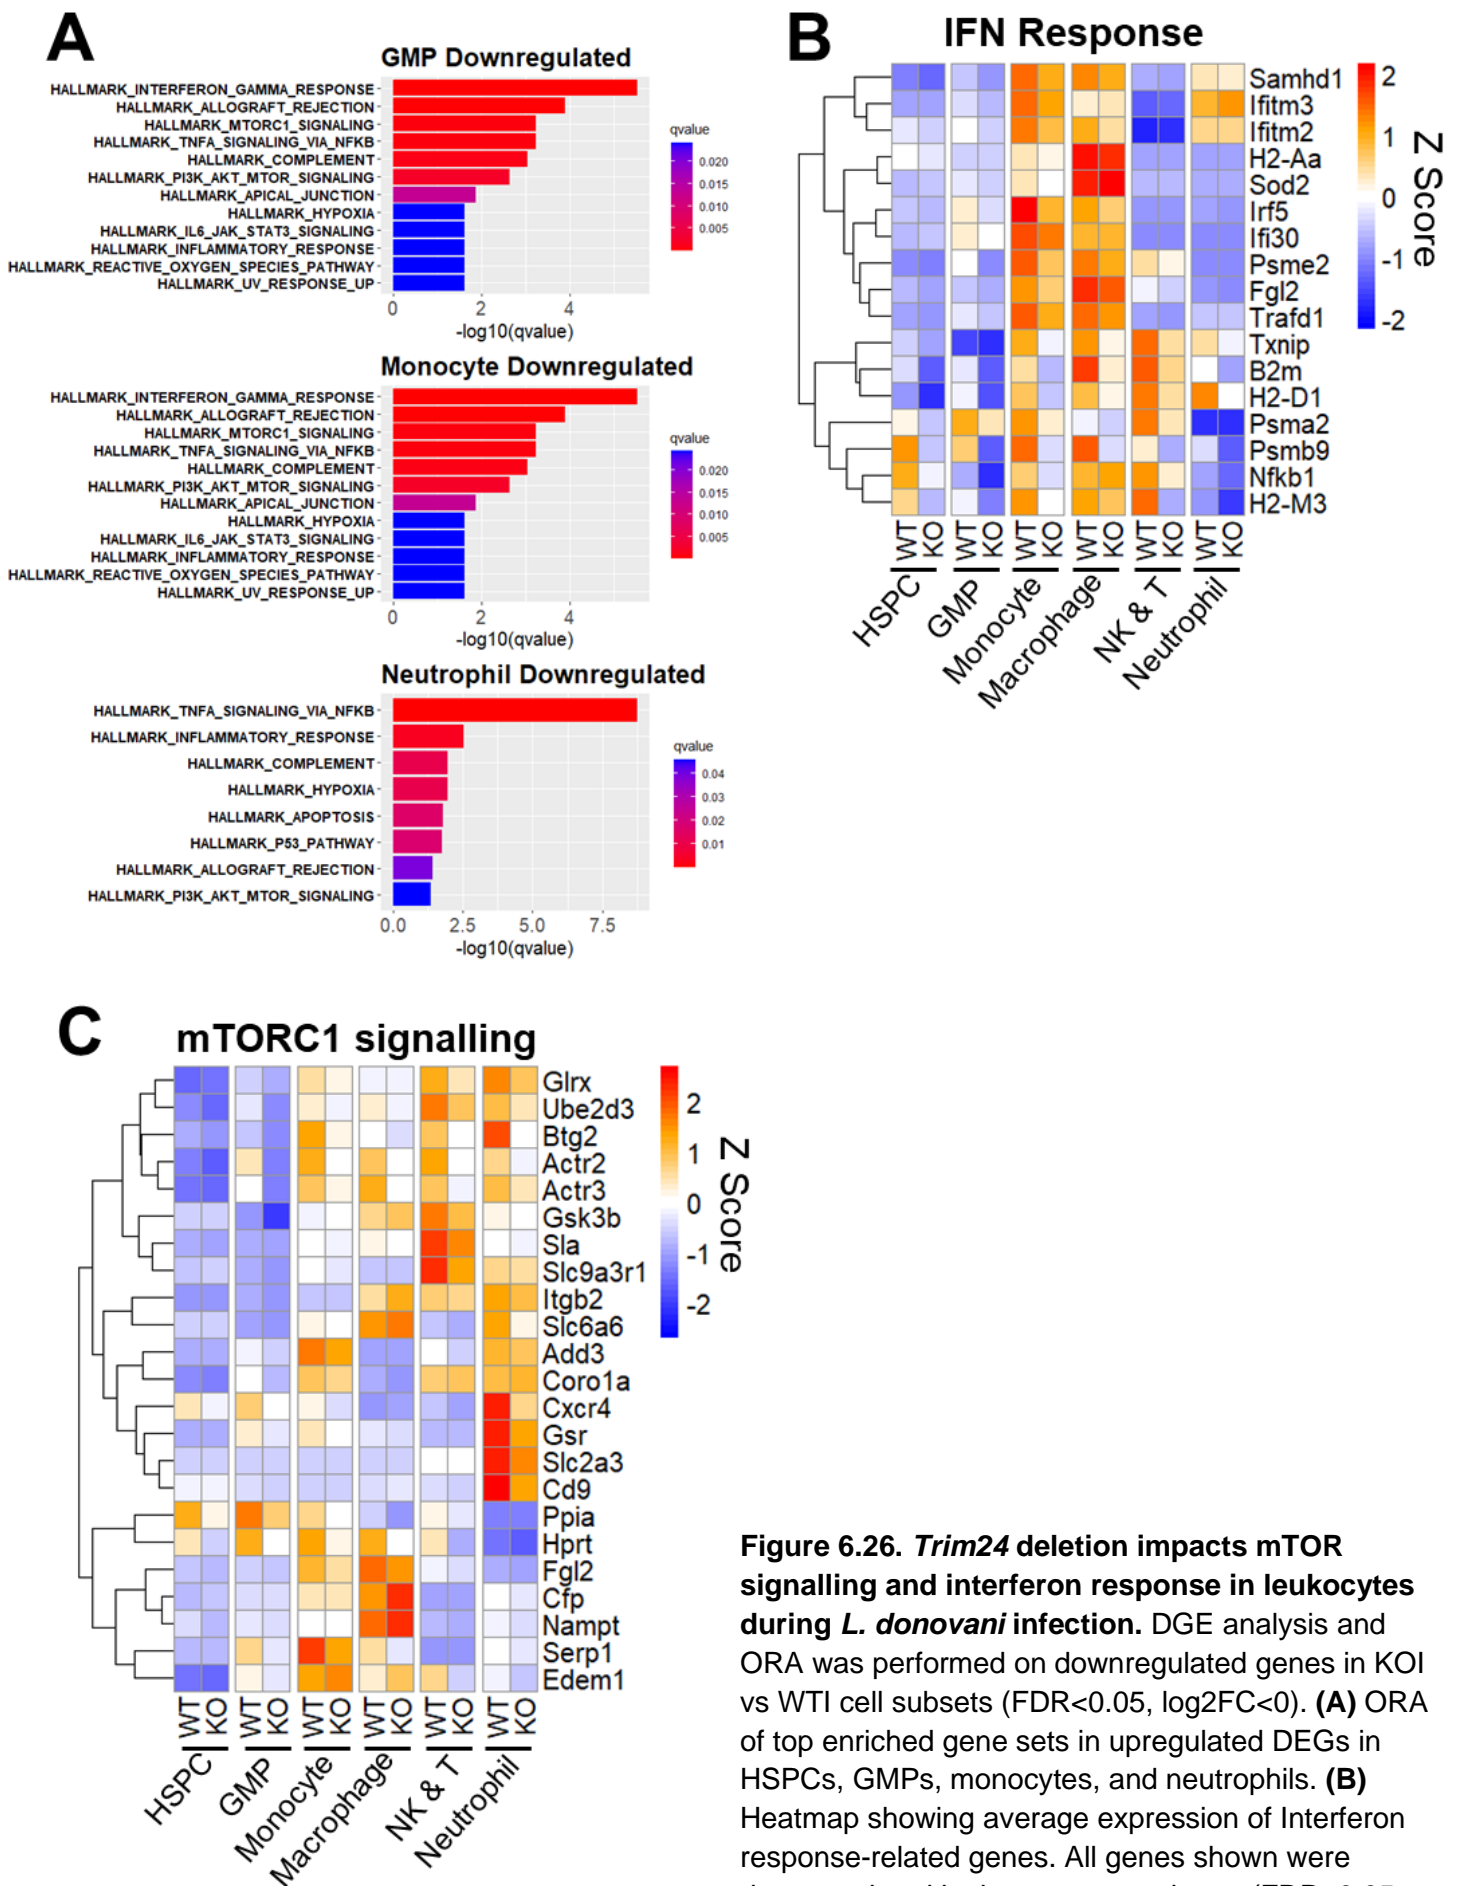 A
GMP Downregulated
HALLMARK_INTERFERON_GAMMA_RESPONSE
HALLMARK_ALLOGRAFT_REJECTION
HALLMARK_MTORC1_SIGNALING
HALLMARK_TNFA_SIGNALING_VIA_NFKB
HALLMARK_COMPLEMENT
HALLMARK_PI3K_AKT_MTOR_SIGNALING
HALLMARK_APICAL_JUNCTION
HALLMARK_HYPOXIA
HALLMARK_IL6_JAK_STAT3_SIGNALING
HALLMARK_INFLAMMATORY_RESPONSE
HALLMARK_REACTIVE_OXYGEN_SPECIES_PATHWAY
HALLMARK_UV_RESPONSE_UP
0 2 4
-log10(qvalue)
qvalue
0.020
0.015
0.010
0.005
Monocyte Downregulated
HALLMARK_INTERFERON_GAMMA_RESPONSE
HALLMARK_ALLOGRAFT_REJECTION
HALLMARK_MTORC1_SIGNALING
HALLMARK_TNFA_SIGNALING_VIA_NFKB
HALLMARK_COMPLEMENT
HALLMARK_PI3K_AKT_MTOR_SIGNALING
HALLMARK_APICAL_JUNCTION
HALLMARK_HYPOXIA
HALLMARK_IL6_JAK_STAT3_SIGNALING
HALLMARK_INFLAMMATORY_RESPONSE
HALLMARK_REACTIVE_OXYGEN_SPECIES_PATHWAY
HALLMARK_UV_RESPONSE_UP
0 2 4
-log10(qvalue)
qvalue
0.020
0.015
0.010
0.005
Neutrophil Downregulated
HALLMARK_TNFA_SIGNALING_VIA_NFKB
HALLMARK_INFLAMMATORY_RESPONSE
HALLMARK_COMPLEMENT
HALLMARK_HYPOXIA
HALLMARK_APOPTOSIS
HALLMARK_P53_PATHWAY
HALLMARK_ALLOGRAFT_REJECTION
HALLMARK_PI3K_AKT_MTOR_SIGNALING
0.0 2.5 5.0 7.5
-log10(qvalue)
qvalue
0.04
0.03
0.02
0.01
B
IFN Response
Samhd1
Ifitm3
Ifitm2
H2-Aa
Sod2
Irf5
Ifi30
Psme2
Fgl2
Trafd1
Txnip
B2m
H2-D1
Psma2
Psmb9
Nfkb1
H2-M3
WT KO WT KO WT KO WT KO WT KO WT KO
HSPC GMP Monocyte Macrophage NK & T Neutrophil
2
1
0
-1
-2
Z Score
C
mTORC1 signalling
Glrx
Ube2d3
Btg2
Actr2
Actr3
Gsk3b
Sla
Slc9a3r1
Itgb2
Slc6a6
Add3
Coro1a
Cxcr4
Gsr
Slc2a3
Cd9
Ppia
Hprt
Fgl2
Cfp
Nampt
Serp1
Edem1
WT KO WT KO WT KO WT KO WT KO WT KO
HSPC GMP Monocyte Macrophage NK & T Neutrophil
2
1
0
-1
-2
Z Score
Figure 6.26. Trim24 deletion impacts mTOR
signalling and interferon response in leukocytes
during L. donovani infection. DGE analysis and
ORA was performed on downregulated genes in KOI
vs WTI cell subsets (FDR<0.05, log2FC<0). (A) ORA
of top enriched gene sets in upregulated DEGs in
HSPCs, GMPs, monocytes, and neutrophils. (B)
Heatmap showing average expression of Interferon
response-related genes. All genes shown were